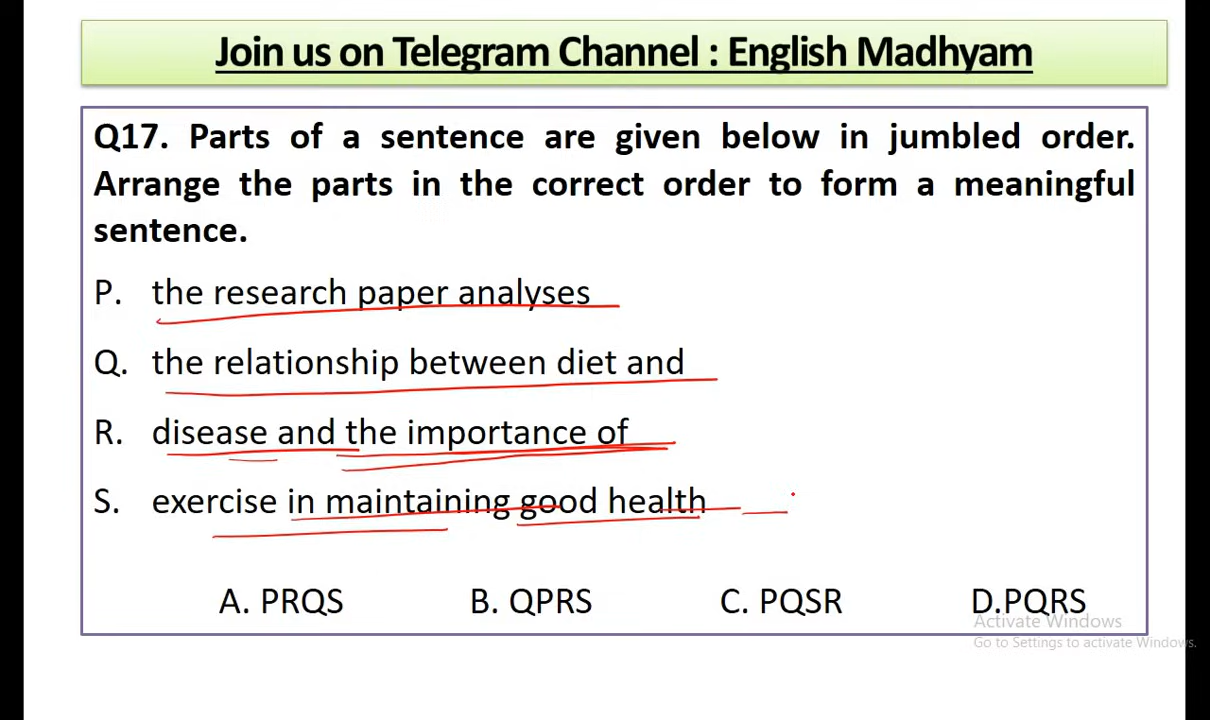 Join us on Telegram Channel : English Madhyam
Q17. Parts of a sentence are given below in jumbled order.
Arrange the parts in the correct order to form a meaningful
sentence.
P. the research paper analyses
Q. the relationship between diet and
R. disease and the importance of
S. exercise in maintaining good health
A. PRQS B. QPRS C. PQSR D.PQRS
Activate Windows
Go to Settings to activate Windows.